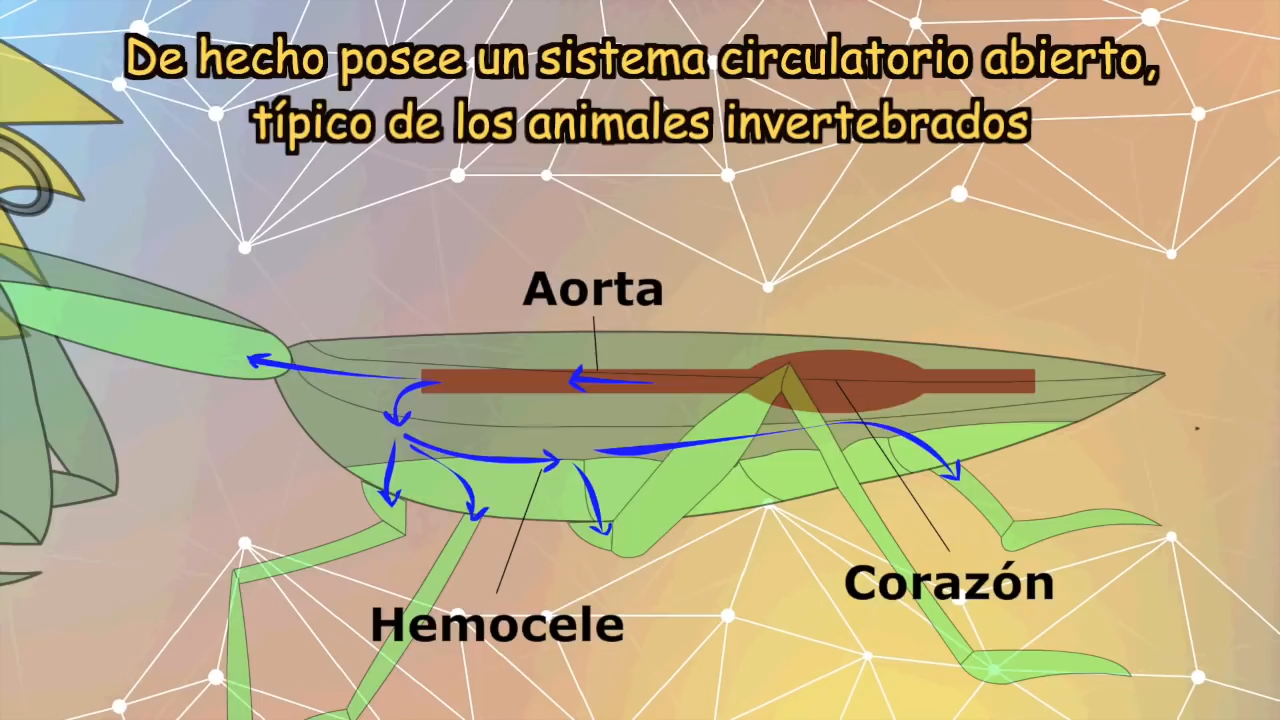 De hecho posee un sistema circulatorio abierto,
típico de los animales invertebrados
Aorta
Corazón
Hemocele